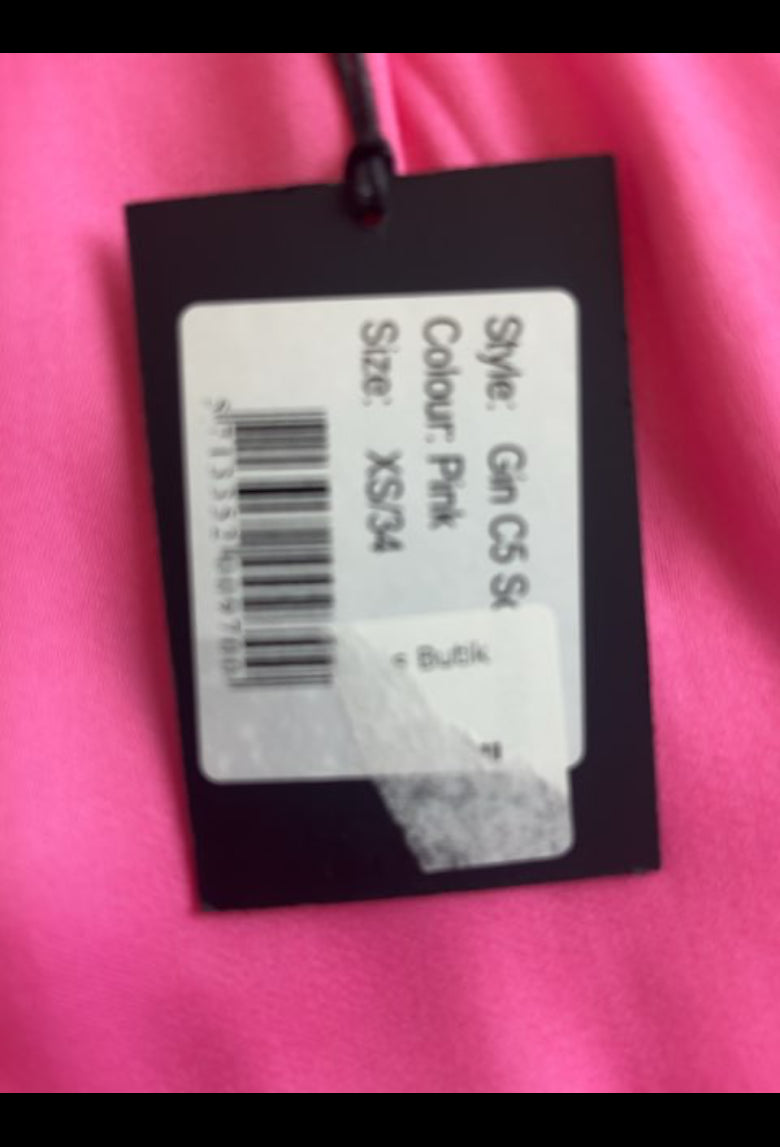 Style: Gin C5
Colour: Pink
Size: XS/34
Butik